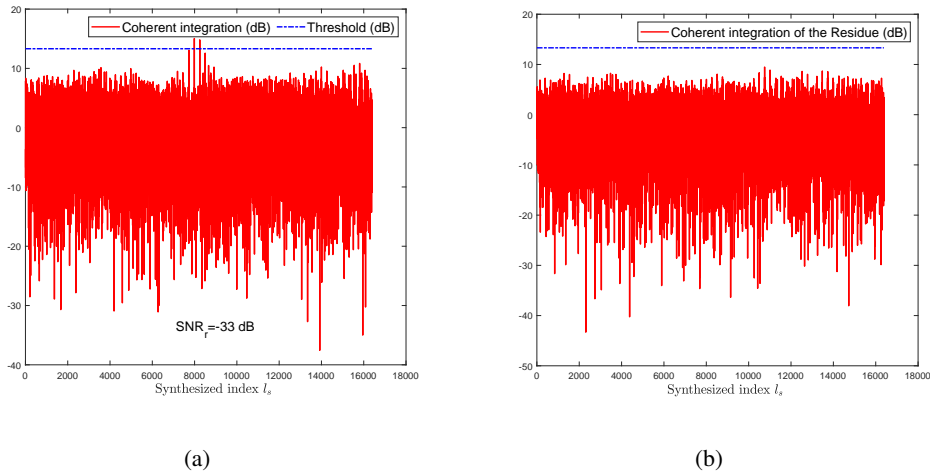 (a)
Coherent integration (dB) Threshold (dB)
20
10
0
-10
-20
-30
-40
SNR_r=-33 dB
0 2000 4000 6000 8000 10000 12000 14000 16000 18000
Synthesized index l_s
(b)
Coherent integration of the Residue (dB)
20
10
0
-10
-20
-30
-40
-50
0 2000 4000 6000 8000 10000 12000 14000 16000 18000
Synthesized index l_s